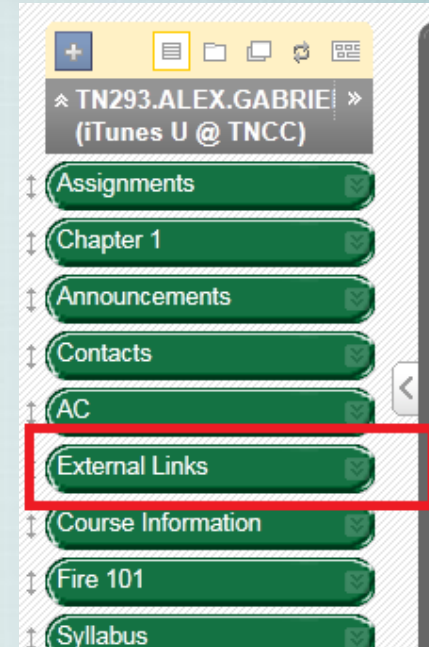 TN293.ALEX.GABRIE
(iTunes U @ TNCC)
Assignments
Chapter 1
Announcements
Contacts
AC
External Links
Course Information
Fire 101
Syllabus